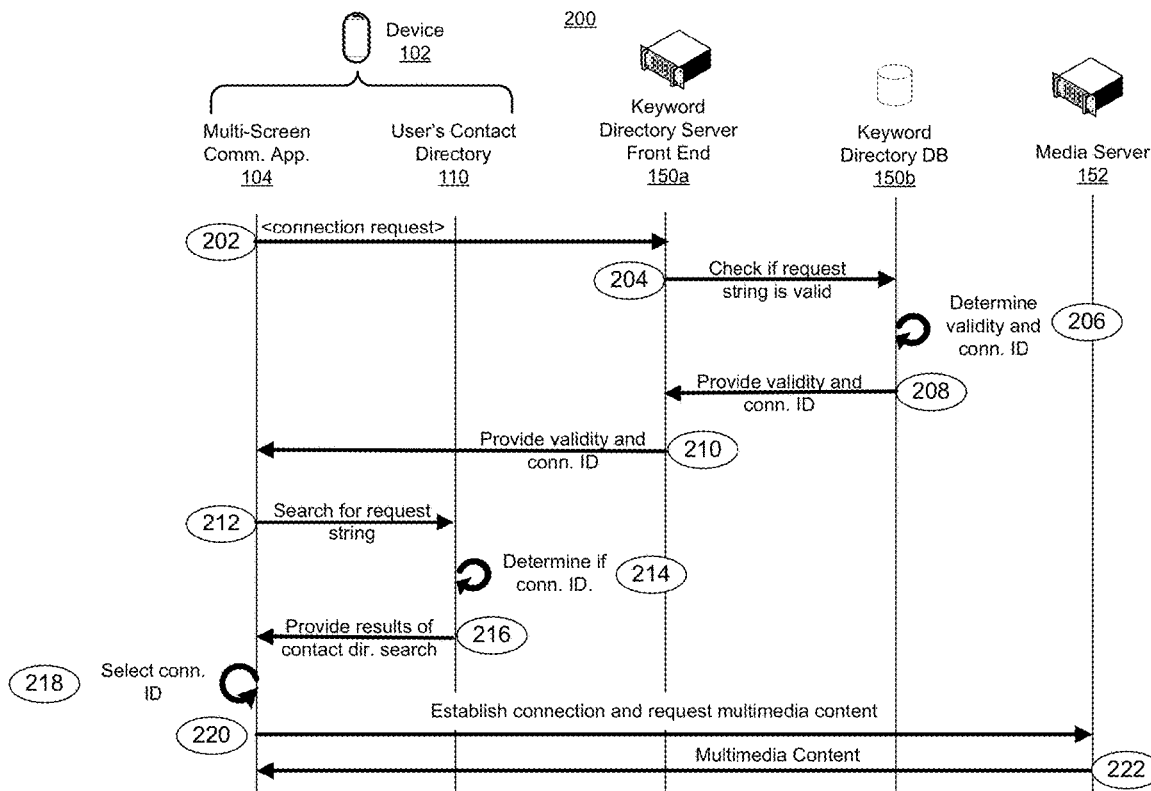 200
Device
102
Multi-Screen
Comm. App.
104
User's Contact
Directory
110
Keyword
Directory Server
Front End
150a
Keyword
Directory DB
150b
Media Server
152
202
<connection request>
204
Check if request
string is valid
Determine
validity and
conn. ID
206
Provide validity and
conn. ID
208
Provide validity and
conn. ID
210
212
Search for request
string
Determine if
conn. ID.
214
Provide results of
contact dir. search
216
218
Select conn.
ID
220
Establish connection and request multimedia content
Multimedia Content
222